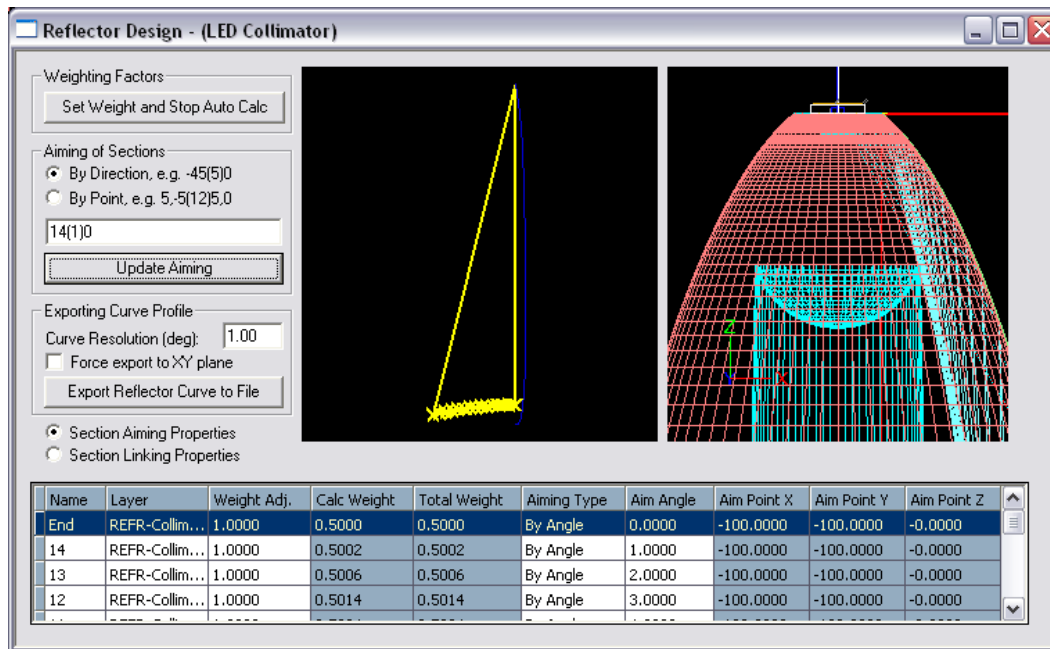 Reflector Design - (LED Collimator)
Weighting Factors
Set Weight and Stop Auto Calc
Aiming of Sections
By Direction, e.g. -45(5)0
By Point, e.g. 5,-5(12)5,0
14(1)0
Update Aiming
Exporting Curve Profile
Curve Resolution (deg): 1.00
Force export to XY plane
Export Reflector Curve to File
Section Aiming Properties
Section Linking Properties
Z
X
Name Layer Weight Adj. Calc Weight Total Weight Aiming Type Aim Angle Aim Point X Aim Point Y Aim Point Z
End REFR-Collim... 1.0000 0.5000 0.5000 By Angle 0.0000 -100.0000 -100.0000 -0.0000
14 REFR-Collim... 1.0000 0.5002 0.5002 By Angle 1.0000 -100.0000 -100.0000 -0.0000
13 REFR-Collim... 1.0000 0.5006 0.5006 By Angle 2.0000 -100.0000 -100.0000 -0.0000
12 REFR-Collim... 1.0000 0.5014 0.5014 By Angle 3.0000 -100.0000 -100.0000 -0.0000